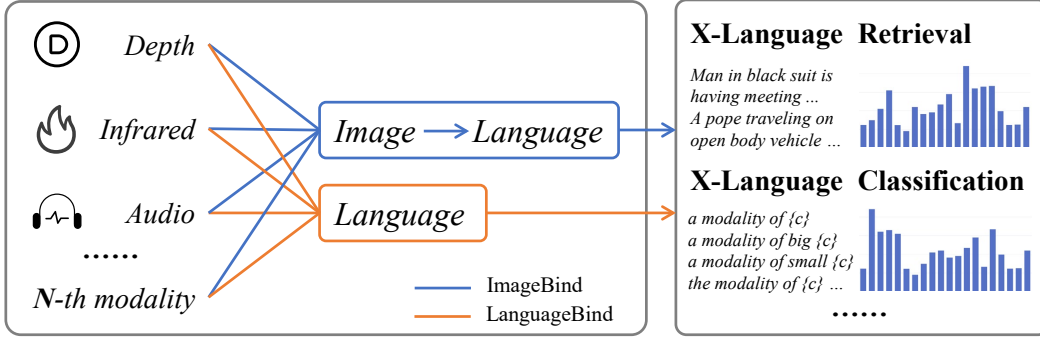 D
Depth
Infrared
Audio
......
N-th modality
Image Language
Language
ImageBind
LanguageBind
X-Language Retrieval
Man in black suit is
having meeting ...
A pope traveling on
open body vehicle ...
X-Language Classification
a modality of {c}
a modality of big {c}
a modality of small {c}
the modality of {c} ...
......